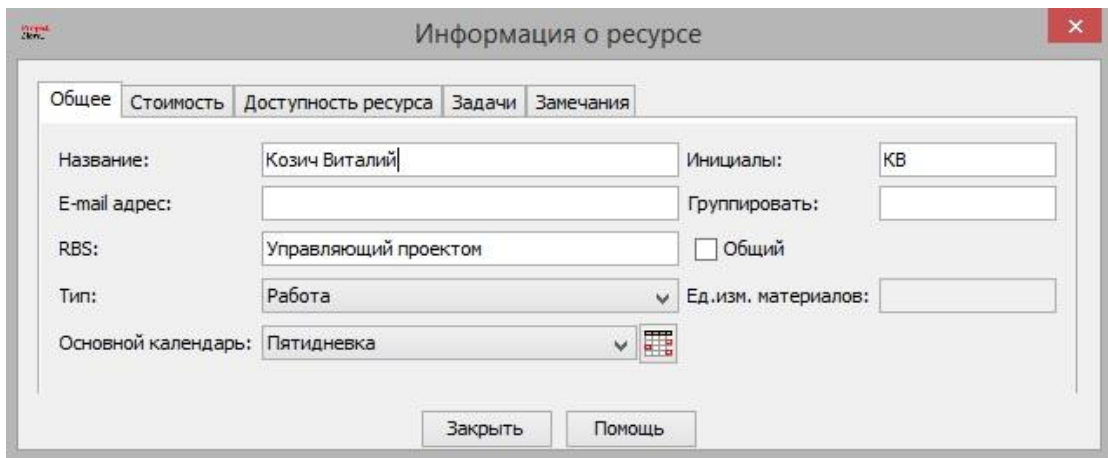 Информация о ресурсе
Общее Стоимость Доступность ресурса Задачи Замечания
Название: Козич Виталий Инициалы: КВ
E-mail адрес: Группировать:
RBS: Управляющий проектом Общий
Тип: Работа Ед.изм. материалов:
Основной календарь: Пятидневка
Закрыть Помощь